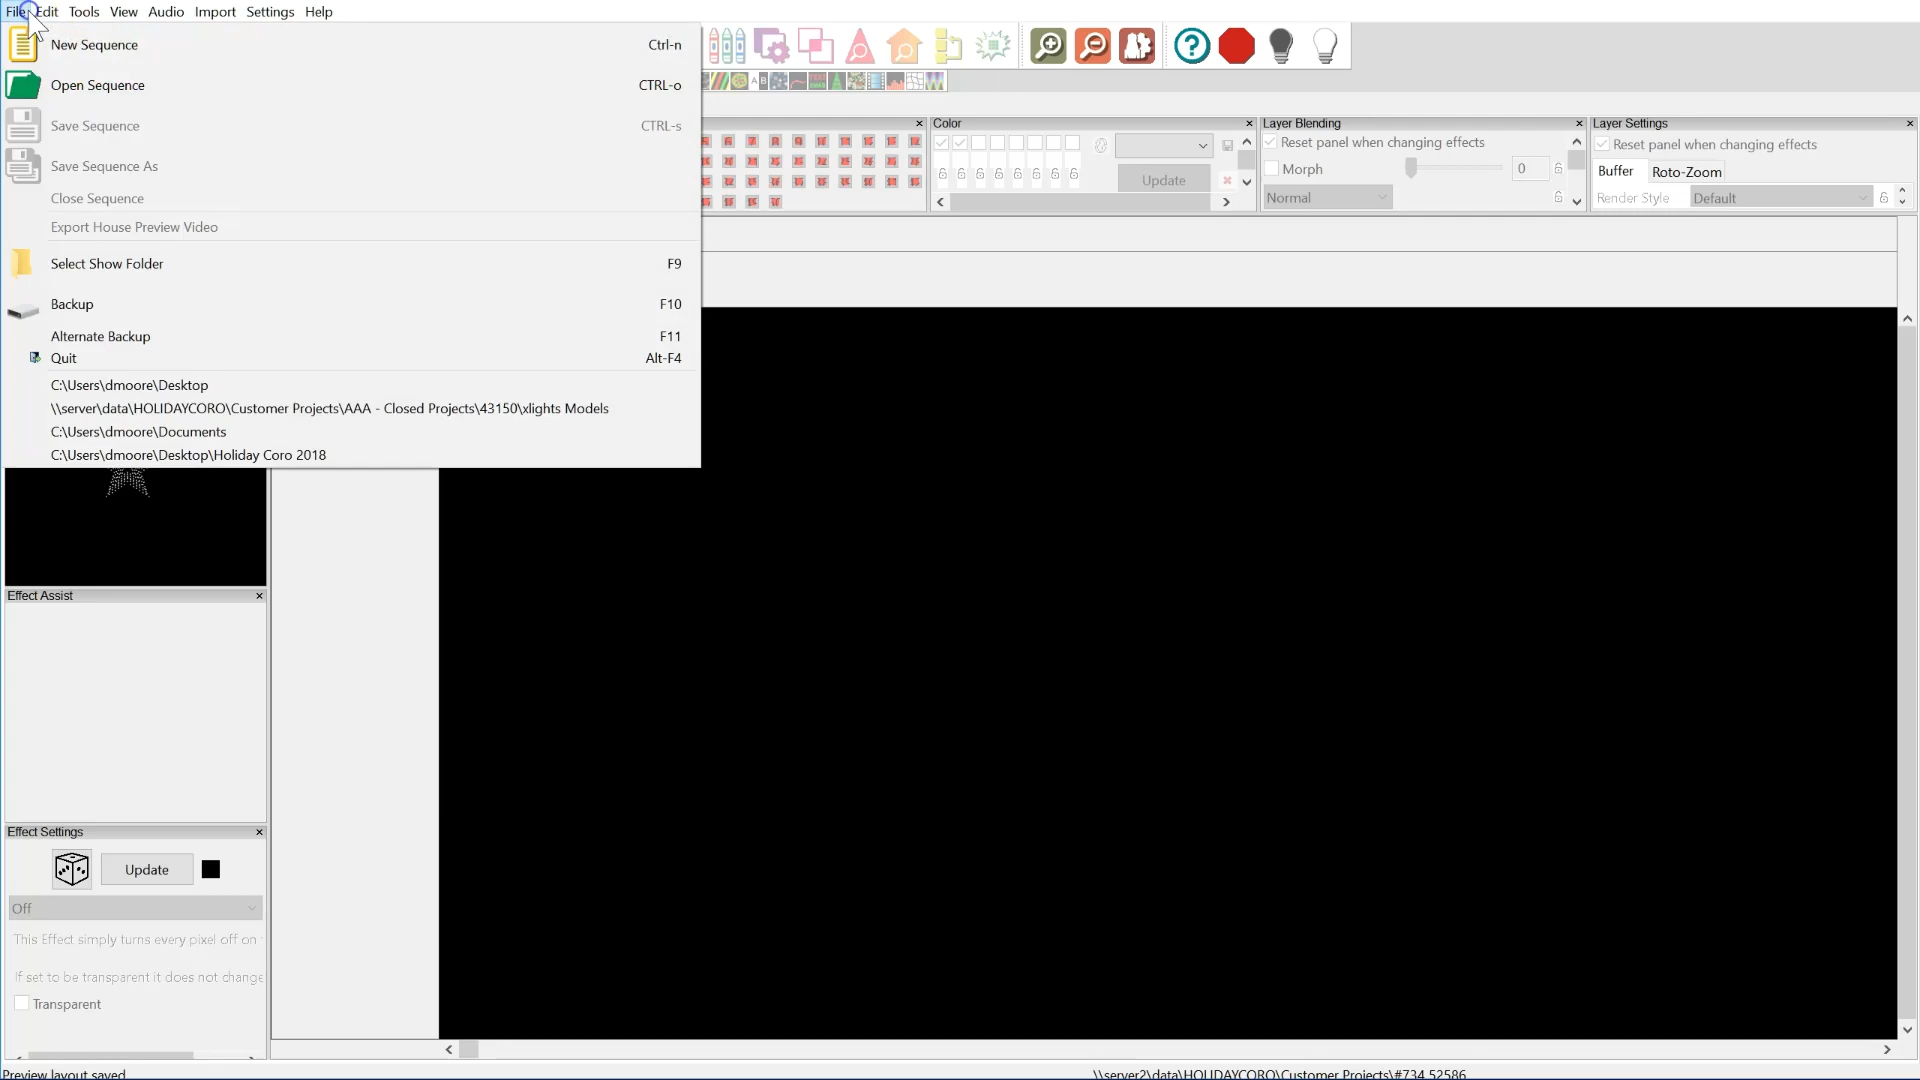 File Edit Tools View Audio Import Settings Help
New Sequence Ctrl-n
Open Sequence CTRL-o
Save Sequence CTRL-s
Save Sequence As
Close Sequence
Export House Preview Video
Select Show Folder F9
Backup F10
Alternate Backup F11
Quit Alt-F4
C:\Users\dmoore\Desktop
\\server\data\HOLIDAYCORO\Customer Projects\AAA - Closed Projects\43150\xlights Models
C:\Users\dmoore\Documents
C:\Users\dmoore\Desktop\Holiday Coro 2018
Color
Update
Layer Blending
Reset panel when changing effects
Morph 0
Normal
Layer Settings
Reset panel when changing effects
Buffer Roto-Zoom
Render Style Default
Effect Assist
Effect Settings
Update
Off
This Effect simply turns every pixel off on
If set to be transparent it does not change
Transparent
Preview layout saved \\server2\data\HOLIDAYCORO\Customer Projects\#734 52586